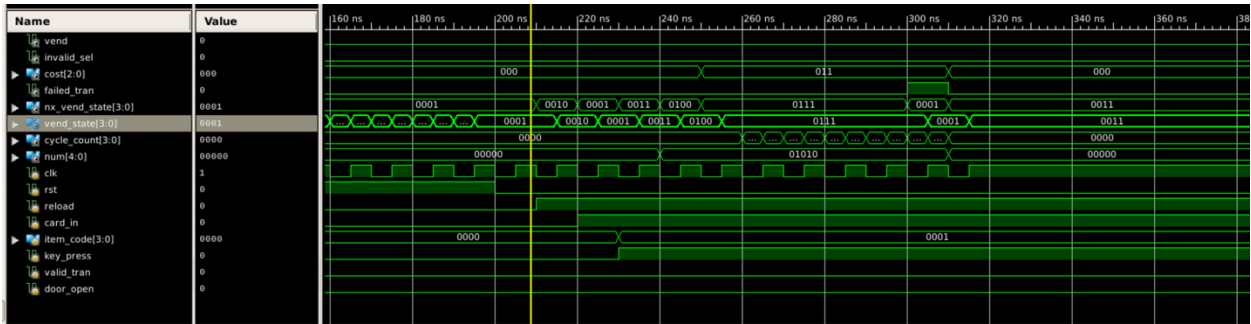 Name Value 160 ns 180 ns 200 ns 220 ns 240 ns 260 ns 280 ns 300 ns 320 ns 340 ns 360 ns 38
vend 0
invalid_sel 0
cost[2:0] 000 000 011 000
failed_tran 0
nx_vend_state[3:0] 0001 0001 0010 0001 0011 0100 0111 0001 0011
vend_state[3:0] 0001 ... ... ... ... ... ... ... 0001 0010 0001 0011 0100 0111 0001 0011
cycle_count[3:0] 0000 0000 ... ... ... ... ... ... ... ... ... ... 0000
num[4:0] 00000 00000 01010 00000
clk 1
rst 0
reload 0
card_in 0
item_code[3:0] 0000 0000 0001
key_press 0
valid_tran 0
door_open 0